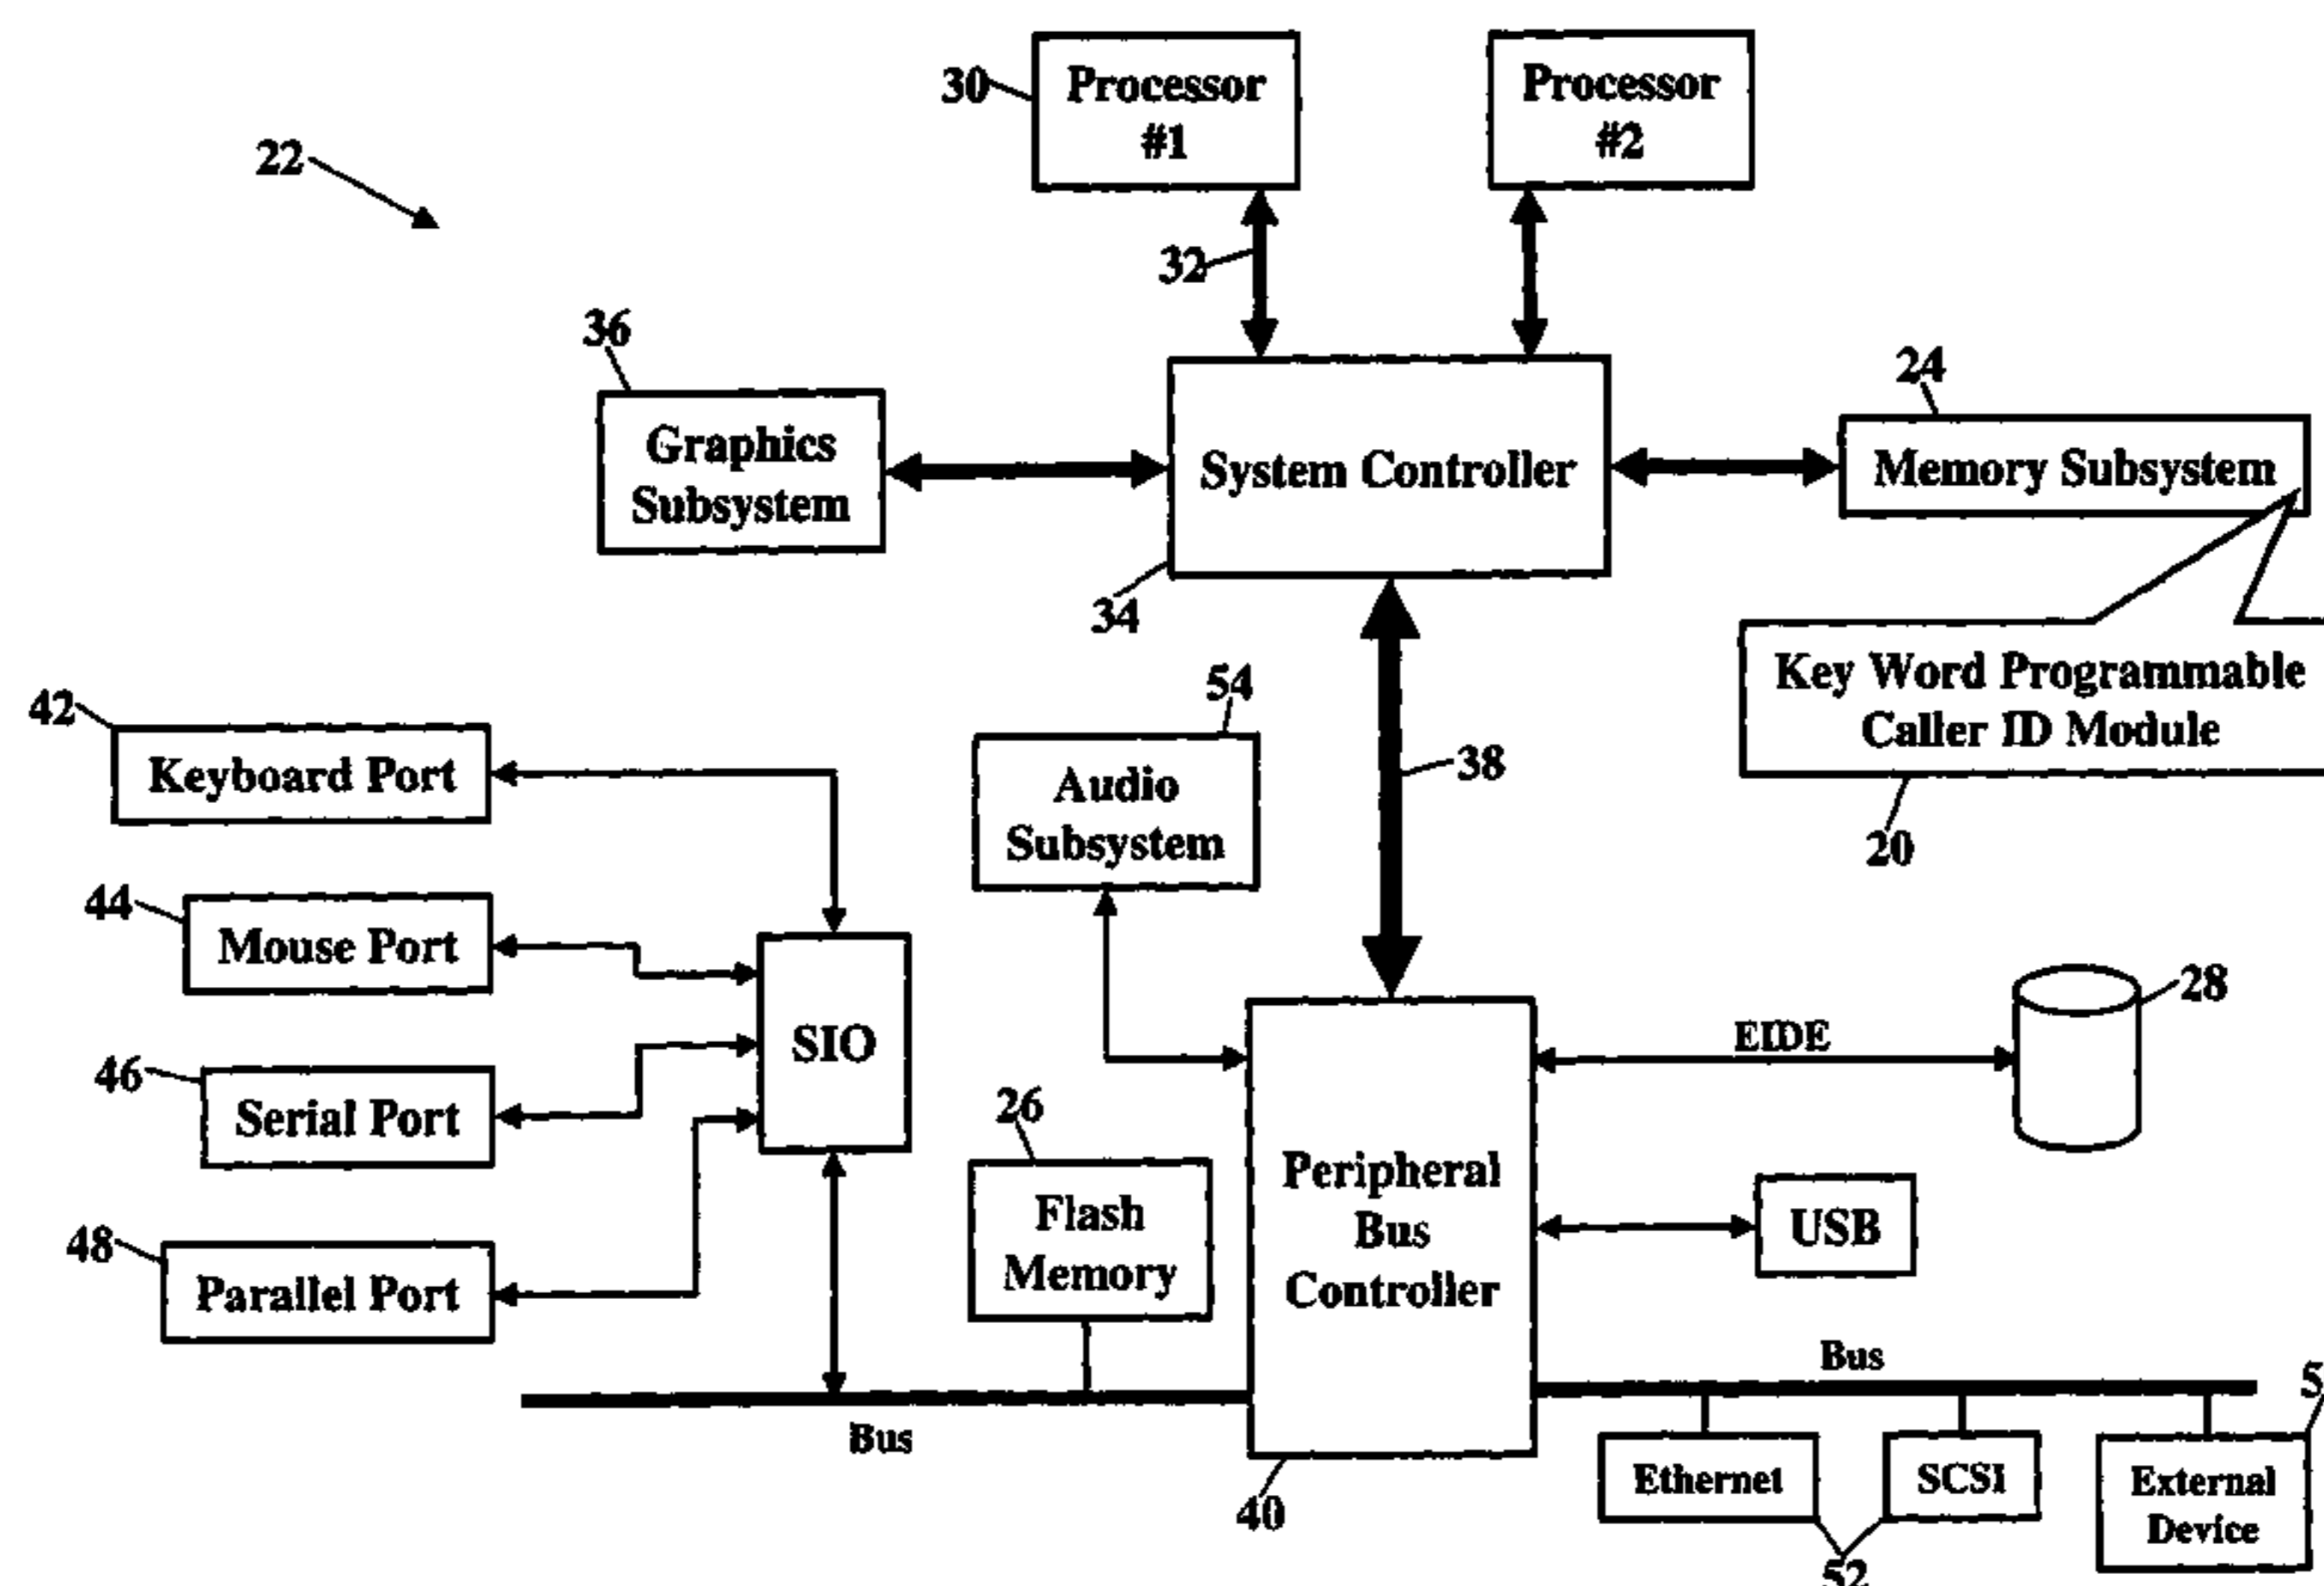 30
Processor
#1
Processor
#2
22
32
36
24
Graphics
Subsystem
System Controller
Memory Subsystem
34
Key Word Programmable
Caller ID Module
20
42
Keyboard Port
54
Audio
Subsystem
38
44
Mouse Port
SIO
EIDE
28
46
Serial Port
26
Flash
Memory
Peripheral
Bus
Controller
USB
48
Parallel Port
Bus
Bus
40
Ethernet
SCSI
External
Device
52